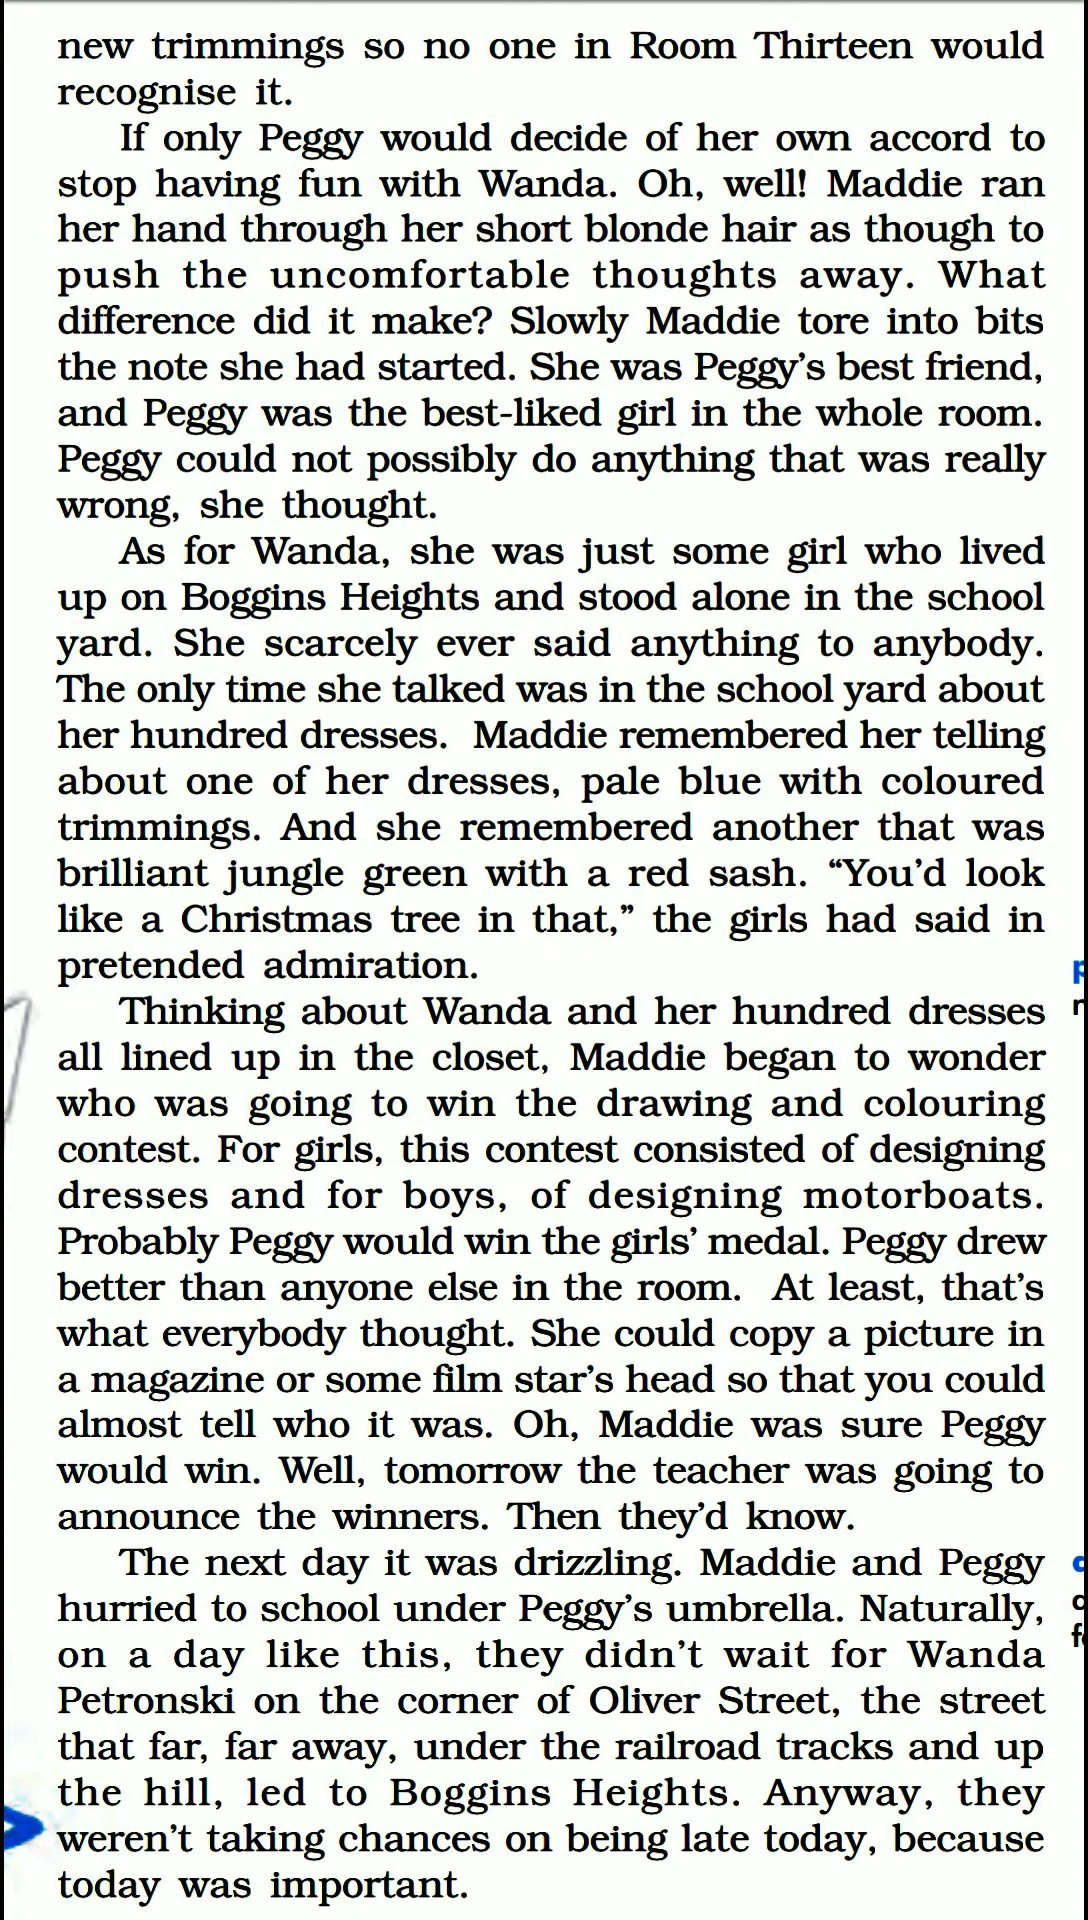 new trimmings so no one in Room Thirteen would
recognise it.
If only Peggy would decide of her own accord to
stop having fun with Wanda. Oh, well! Maddie ran
her hand through her short blonde hair as though to
push the uncomfortable thoughts away. What
difference did it make? Slowly Maddie tore into bits
the note she had started. She was Peggy's best friend,
and Peggy was the best-liked girl in the whole room.
Peggy could not possibly do anything that was really
wrong, she thought.
As for Wanda, she was just some girl who lived
up on Boggins Heights and stood alone in the school
yard. She scarcely ever said anything to anybody.
The only time she talked was in the school yard about
her hundred dresses. Maddie remembered her telling
about one of her dresses, pale blue with coloured
trimmings. And she remembered another that was
brilliant jungle green with a red sash. “You'd look
like a Christmas tree in that,” the girls had said in
pretended admiration.
Thinking about Wanda and her hundred dresses
all lined up in the closet, Maddie began to wonder
who was going to win the drawing and colouring
contest. For girls, this contest consisted of designing
dresses and for boys, of designing motorboats.
Probably Peggy would win the girls' medal. Peggy drew
better than anyone else in the room. At least, that's
what everybody thought. She could copy a picture in
a magazine or some film star's head so that you could
almost tell who it was. Oh, Maddie was sure Peggy
would win. Well, tomorrow the teacher was going to
announce the winners. Then they'd know.
The next day it was drizzling. Maddie and Peggy
hurried to school under Peggy's umbrella. Naturally,
on a day like this, they didn't wait for Wanda
Petronski on the corner of Oliver Street, the street
that far, far away, under the railroad tracks and up
the hill, led to Boggins Heights. Anyway, they
weren't taking chances on being late today, because
today was important.